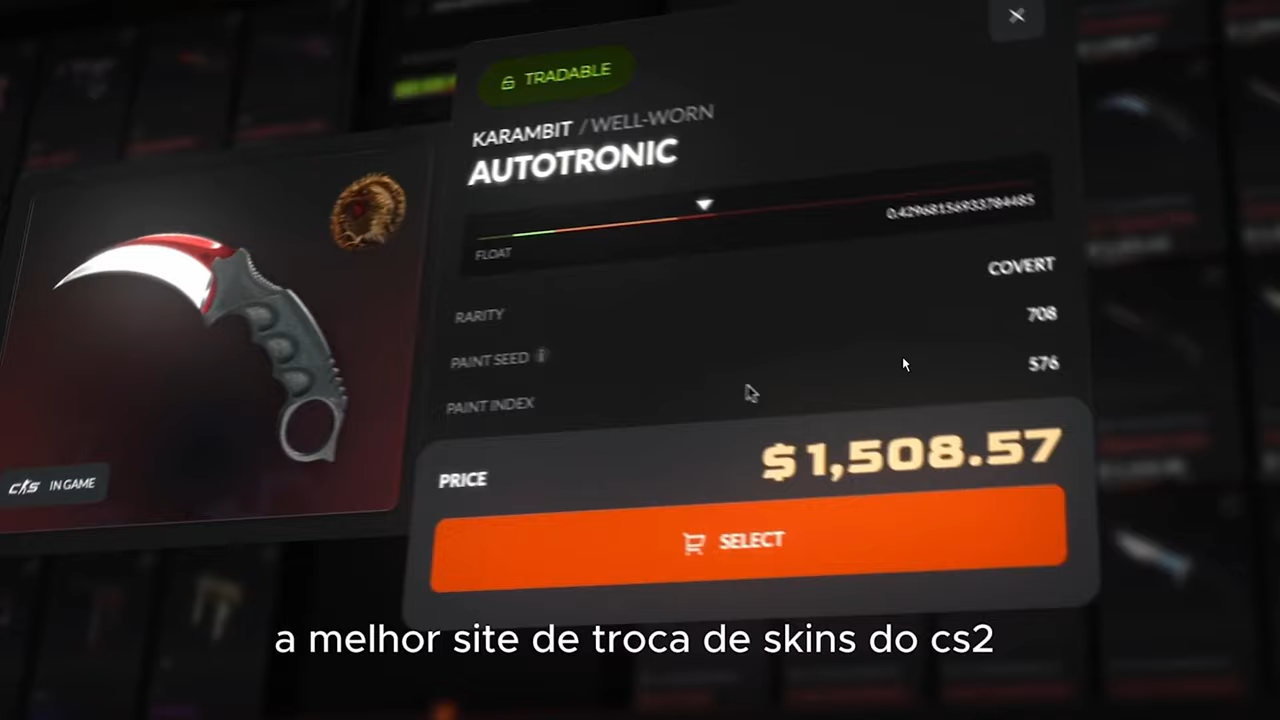 TRADABLE
KARAMBIT / WELL-WORN
AUTOTRONIC
FLOAT
COVERT
RARITY
708
PAINT SEED
576
PAINT INDEX
PRICE
$1,508.57
SELECT
CS IN GAME
a melhor site de troca de skins do cs2